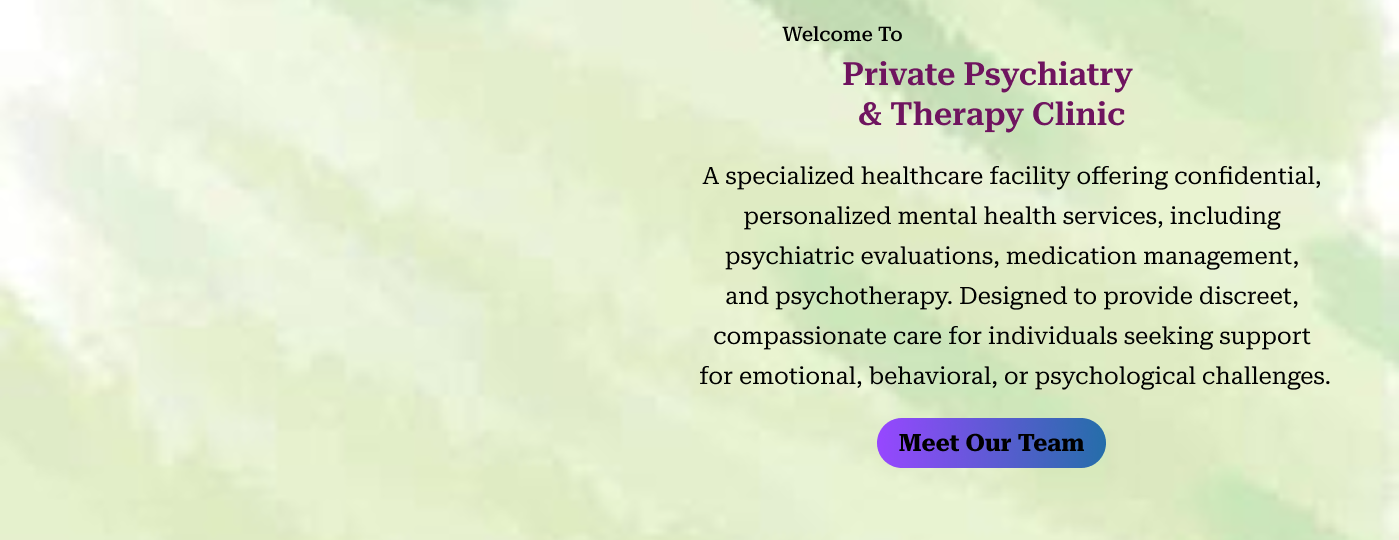 Welcome To
Private Psychiatry
& Therapy Clinic
A specialized healthcare facility offering confidential,
personalized mental health services, including
psychiatric evaluations, medication management,
and psychotherapy. Designed to provide discreet,
compassionate care for individuals seeking support
for emotional, behavioral, or psychological challenges.
Meet Our Team